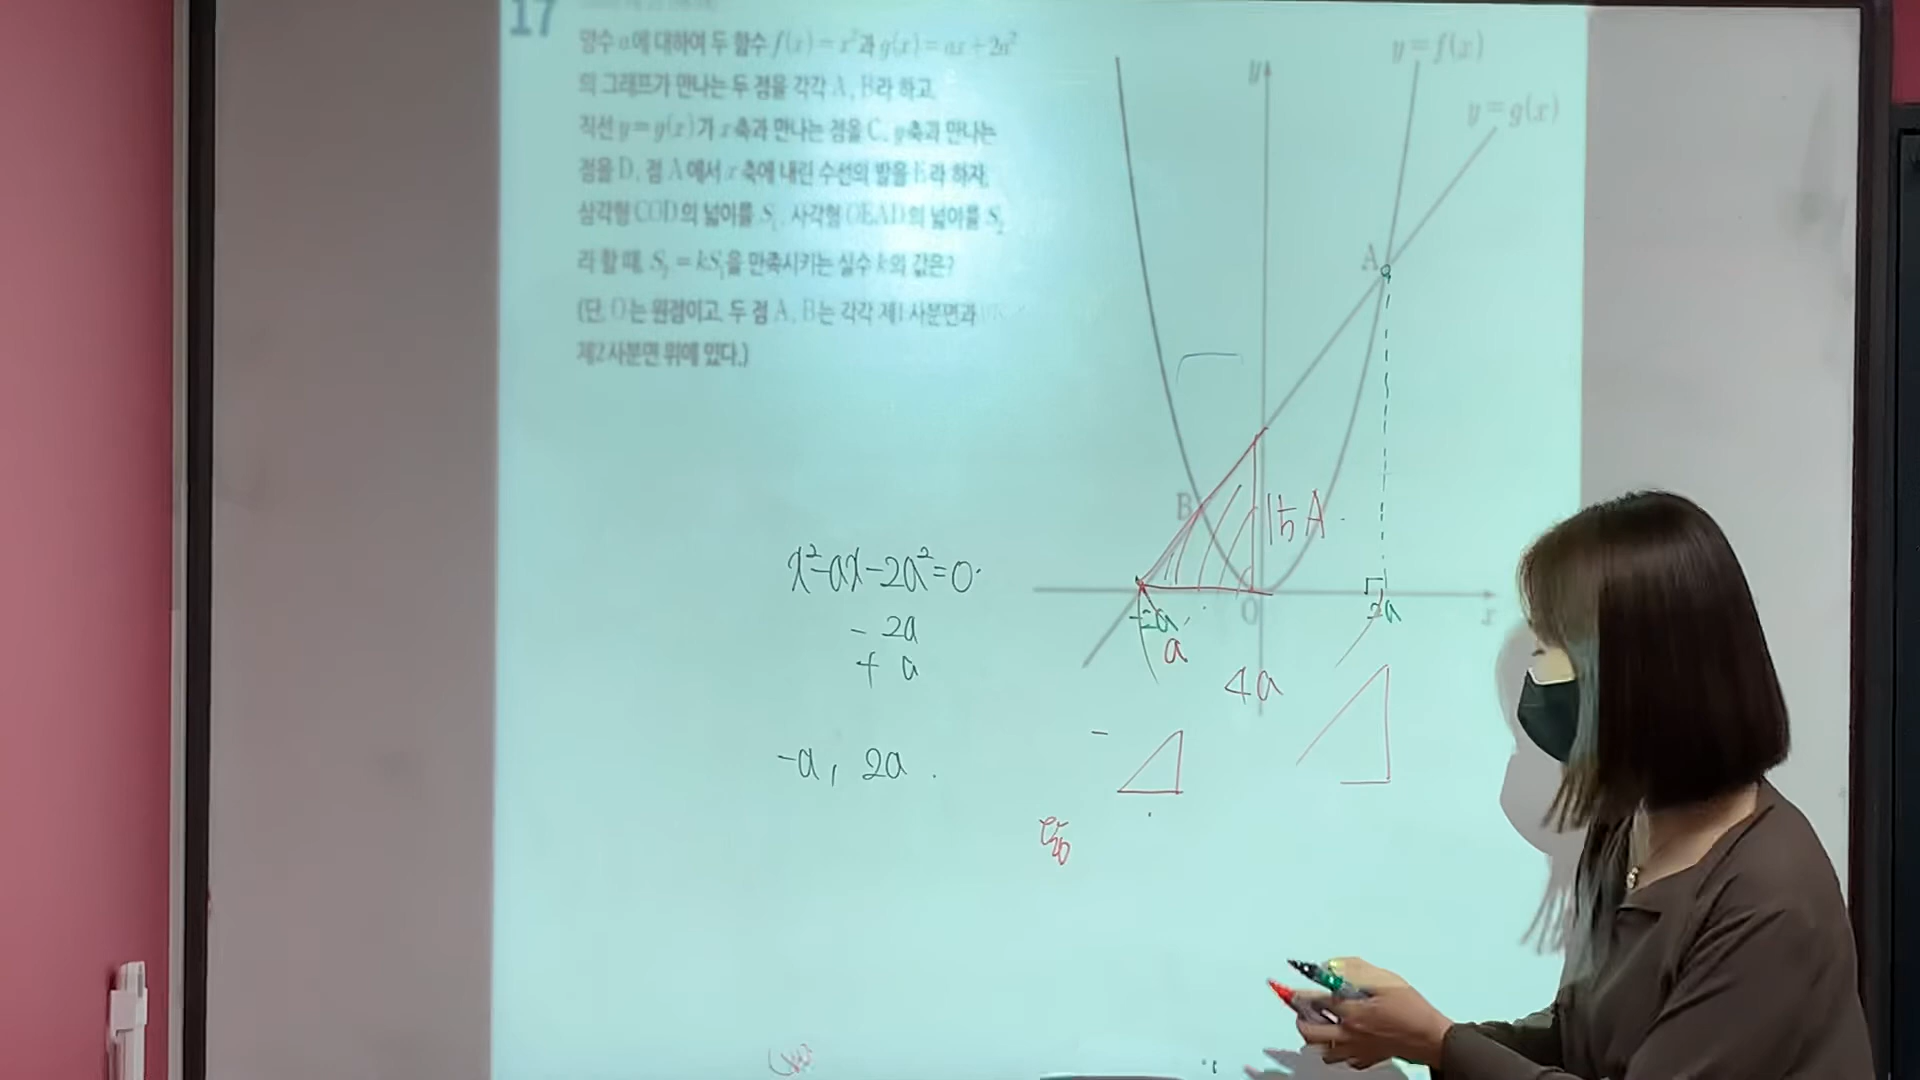 17
양수 a에 대하여 두 함수 f(x)=x²과 g(x)=ax+2a²
의 그래프가 만나는 두 점을 각각 A, B라 하고,
직선 y=g(x)가 x축과 만나는 점을 C, y축과 만나는
점을 D, 점 A에서 x축에 내린 수선의 발을 E라 하자.
삼각형 COD의 넓이를 S₁, 사각형 OEAD의 넓이를 S₂
라 할 때, S₂=kS₁을 만족시키는 실수 k의 값은?
(단, O는 원점이고, 두 점 A, B는 각각 제1사분면과
제2사분면 위에 있다.)
y
y=f(x)
y=g(x)
A
B
O
x
2a
a
4a
x²-ax-2a²=0
- 2a
+ a
-a, 2a